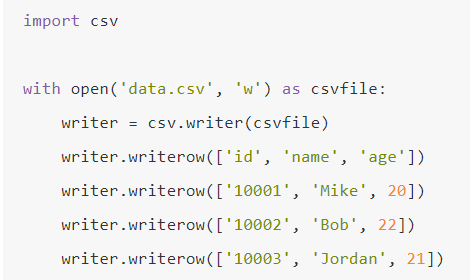 import csv

with open('data.csv', 'w') as csvfile:
    writer = csv.writer(csvfile)
    writer.writerow(['id', 'name', 'age'])
    writer.writerow(['10001', 'Mike', 20])
    writer.writerow(['10002', 'Bob', 22])
    writer.writerow(['10003', 'Jordan', 21])